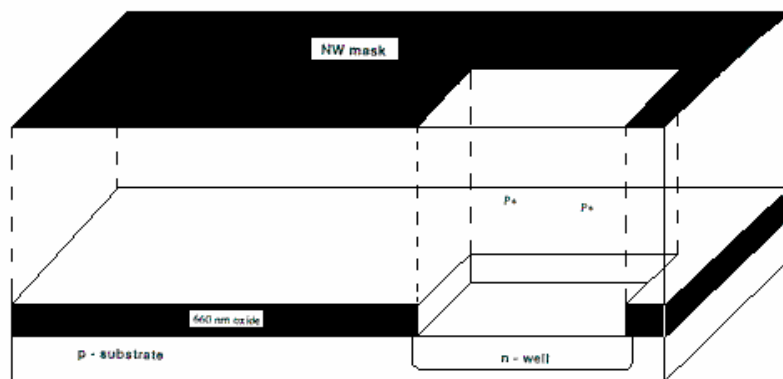 NW mask
P+
P+
660 nm oxide
p - substrate
n - well